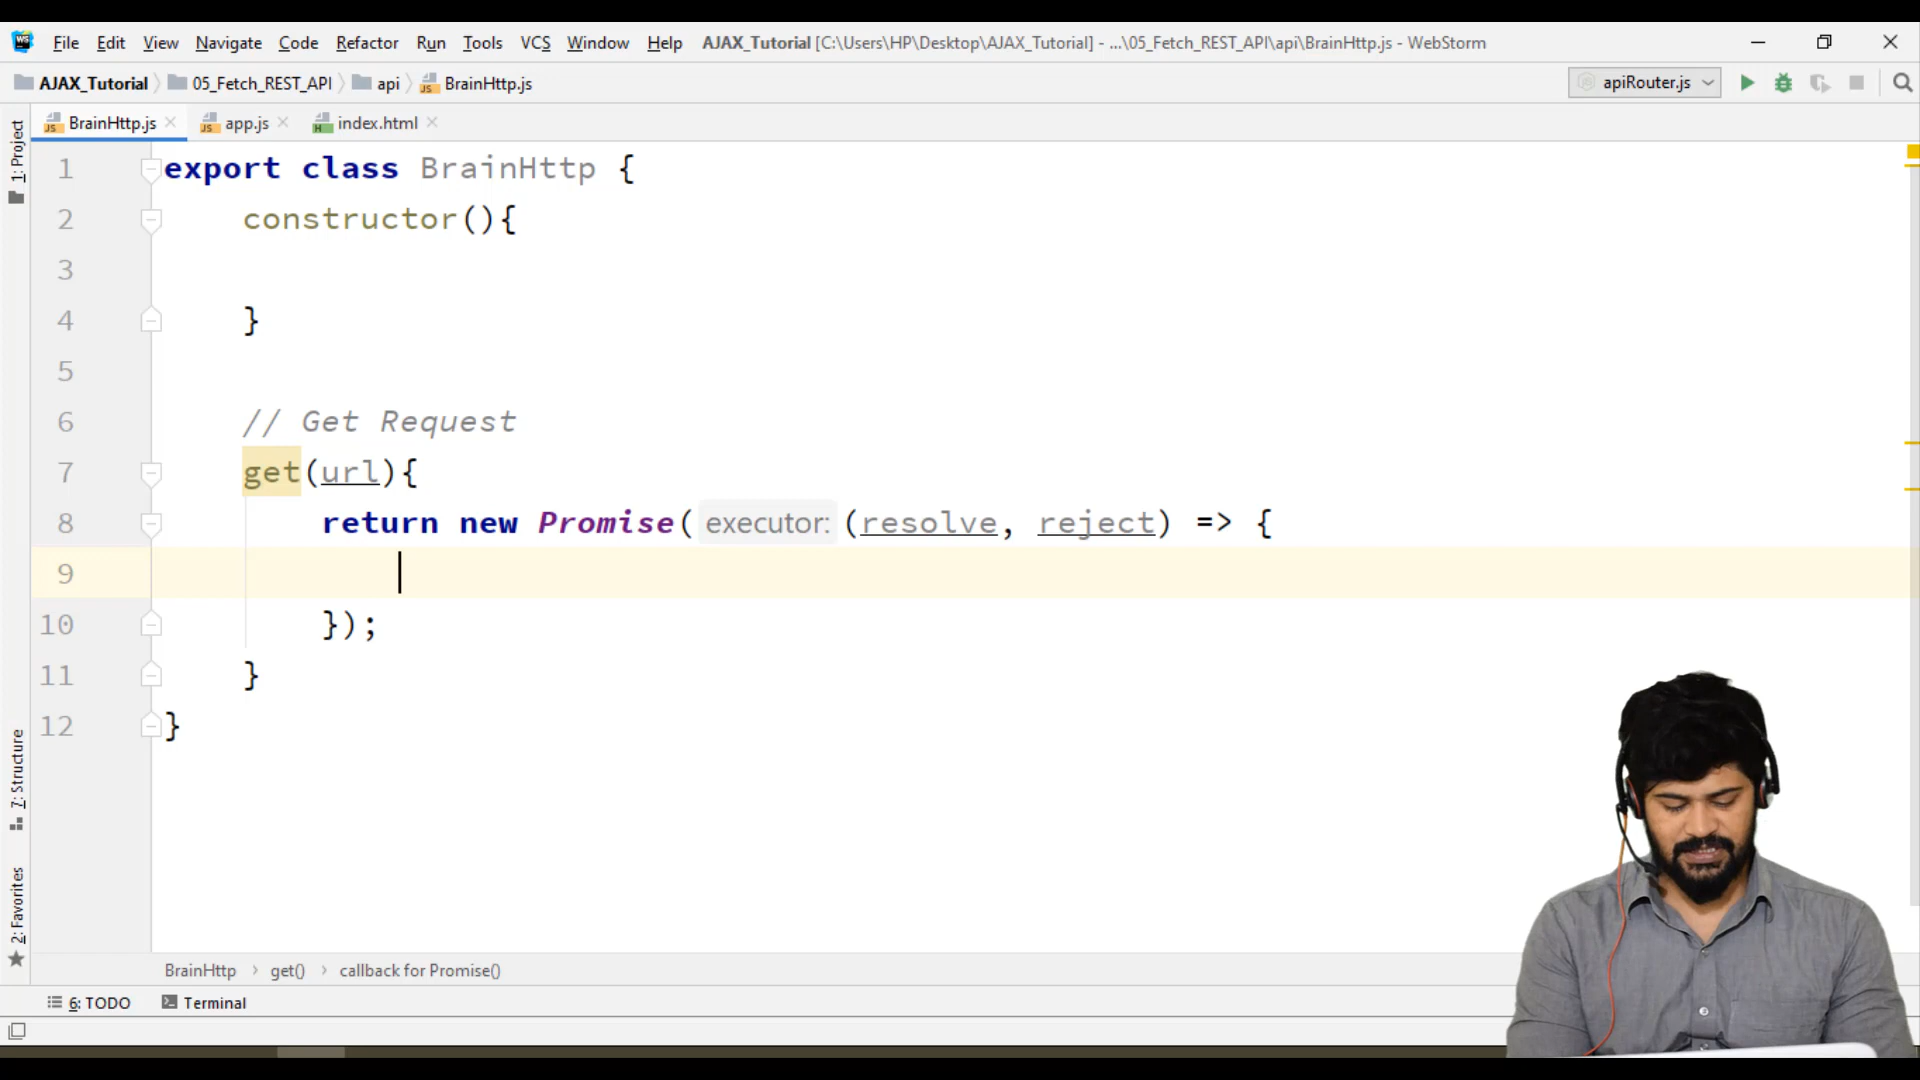 WS File Edit View Navigate Code Refactor Run Tools VCS Window Help AJAX_Tutorial [C:\Users\HP\Desktop\AJAX_Tutorial] - ...\05_Fetch_REST_API\api\BrainHttp.js - WebStorm
AJAX_Tutorial 05_Fetch_REST_API api BrainHttp.js apiRouter.js
BrainHttp.js app.js index.html
1: Project
7: Structure
2: Favorites
1 export class BrainHttp {
2 constructor(){
3
4 }
5
6 // Get Request
7 get(url){
8 return new Promise( executor: (resolve, reject) => {
9
10 });
11 }
12 }
BrainHttp › get() › callback for Promise()
6: TODO Terminal